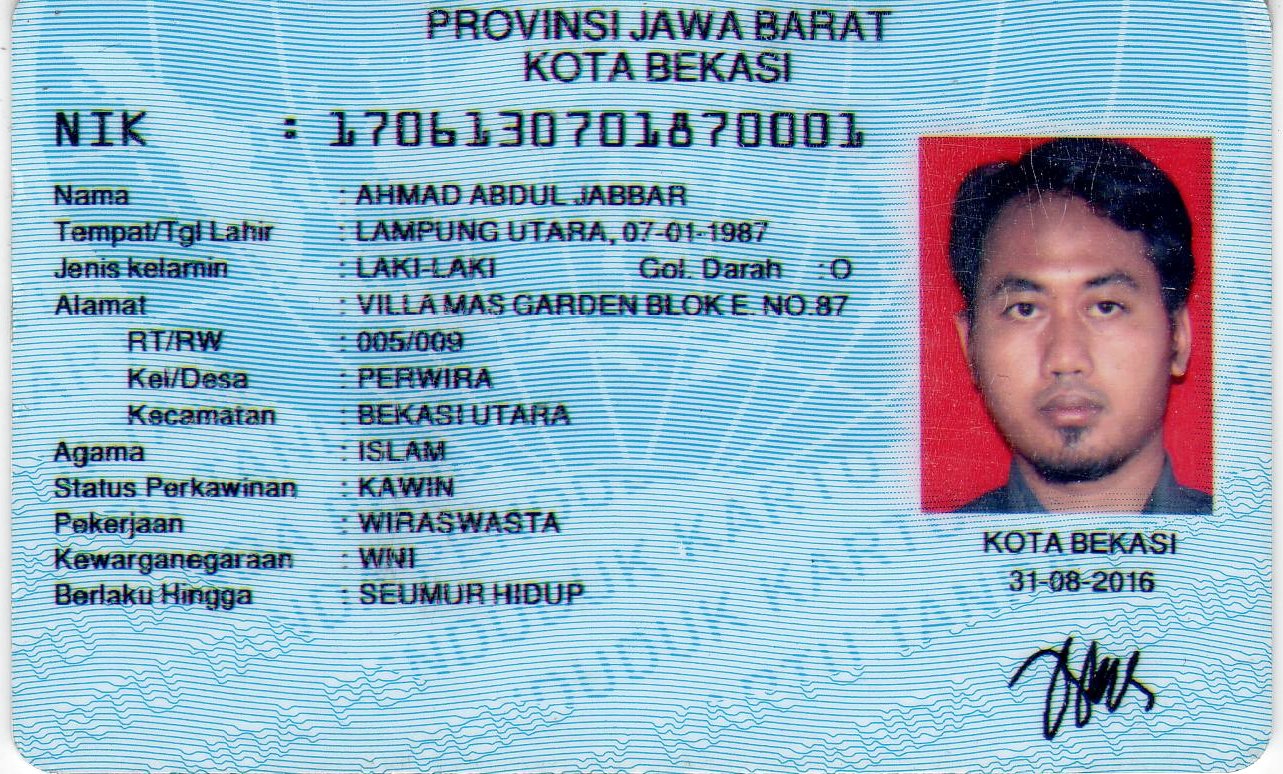 PROVINSI JAWA BARAT
KOTA BEKASI
NIK : 1706130701870001
Nama : AHMAD ABDUL JABBAR
Tempat/Tgl Lahir : LAMPUNG UTARA, 07-01-1987
Jenis kelamin : LAKI-LAKI Gol. Darah : O
Alamat : VILLA MAS GARDEN BLOK E. NO.87
RT/RW : 005/009
Kel/Desa : PERWIRA
Kecamatan : BEKASI UTARA
Agama : ISLAM
Status Perkawinan : KAWIN
Pekerjaan : WIRASWASTA
Kewarganegaraan : WNI
Berlaku Hingga : SEUMUR HIDUP
KOTA BEKASI
31-08-2016